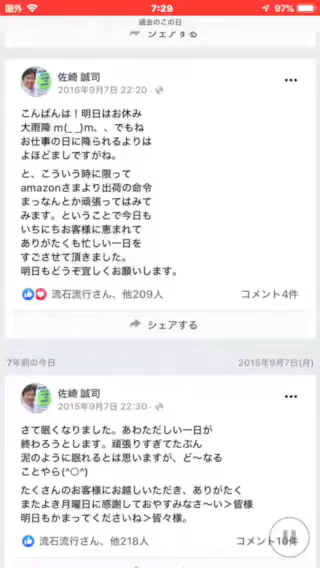 圏外 7:29 97%
過去のこの日
シェアする
佐崎 誠司
2016年9月7日 22:20
こんばんは！明日はお休み
大雨降 m(_ _)m、、でもね
お仕事の日に降られるよりは
よほどましですがね。
と、こういう時に限って
amazonさまより出荷の命令
まっなんとか頑張ってはみて
みます。ということで今日も
いちにちお客様に恵まれて
ありがたくも忙しい一日を
すごさせて頂きました。
明日もどうぞ宜しくお願いします。
流石流行さん、他209人 コメント4件
シェアする
7年前の今日 2015年9月7日(月)
佐崎 誠司
2015年9月7日 22:30
さて眠くなりました。あわただしい一日が
終わろうとします。頑張りすぎてたぶん
泥のように眠れるとは思いますが、ど〜なる
ことやら(^○^)
たくさんのお客様にお越しいただき、ありがたく
またよき月曜日に感謝しておやすみなさ〜い＞皆様
明日もかまってくださいね＞皆々様。
流石流行さん、他218人 コメント10件
シェアする